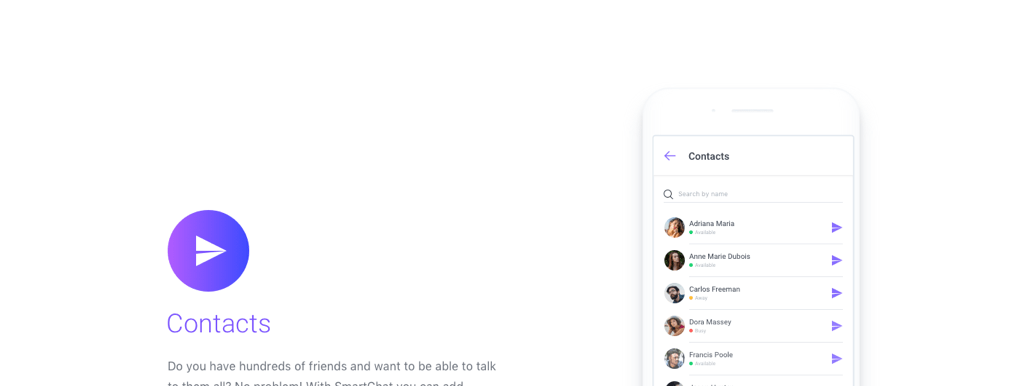 Contacts
Do you have hundreds of friends and want to be able to talk
to them all? No problem! With SmartChat you can add
Contacts
Search by name
Adriana Maria
Available
Anne Marie Dubois
Available
Carlos Freeman
Away
Dora Massey
Busy
Francis Poole
Available